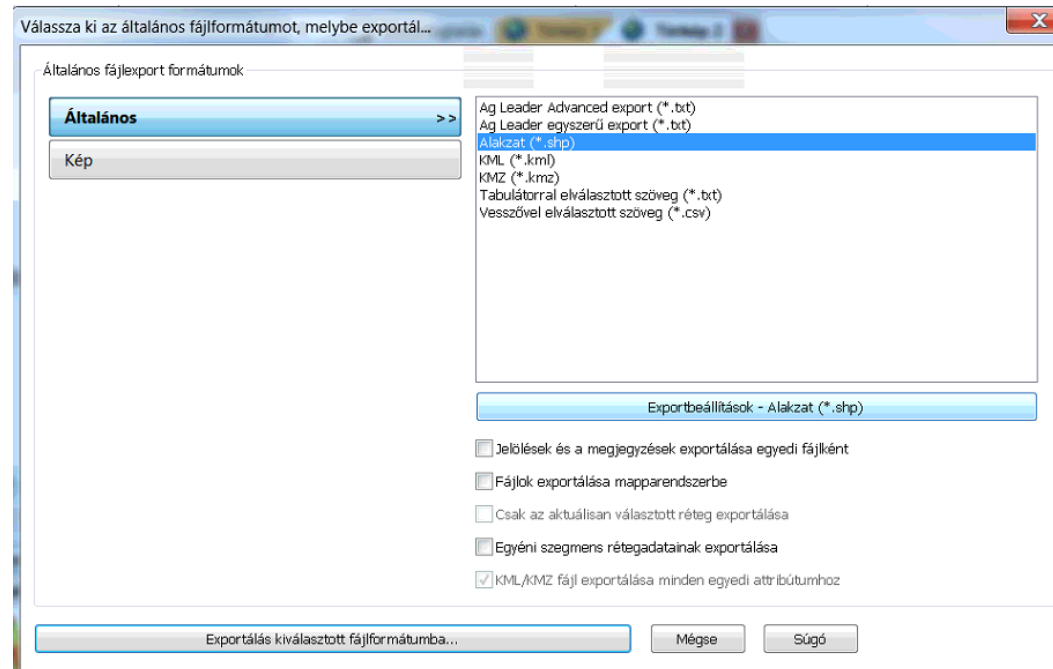 Válassza ki az általános fájlformátumot, melybe exportál...
Általános fájlexport formátumok
Általános >>
Kép
Ag Leader Advanced export (*.txt)
Ag Leader egyszerű export (*.txt)
Alakzat (*.shp)
KML (*.kml)
KMZ (*.kmz)
Tabulátorral elválasztott szöveg (*.txt)
Vesszővel elválasztott szöveg (*.csv)
Exportbeállítások - Alakzat (*.shp)
Jelölések és a megjegyzések exportálása egyedi fájlként
Fájlok exportálása mapparendszerbe
Csak az aktuálisan választott réteg exportálása
Egyéni szegmens rétegadatainak exportálása
KML/KMZ fájl exportálása minden egyedi attribútumhoz
Exportálás kiválasztott fájlformátumba... Mégse Súgó